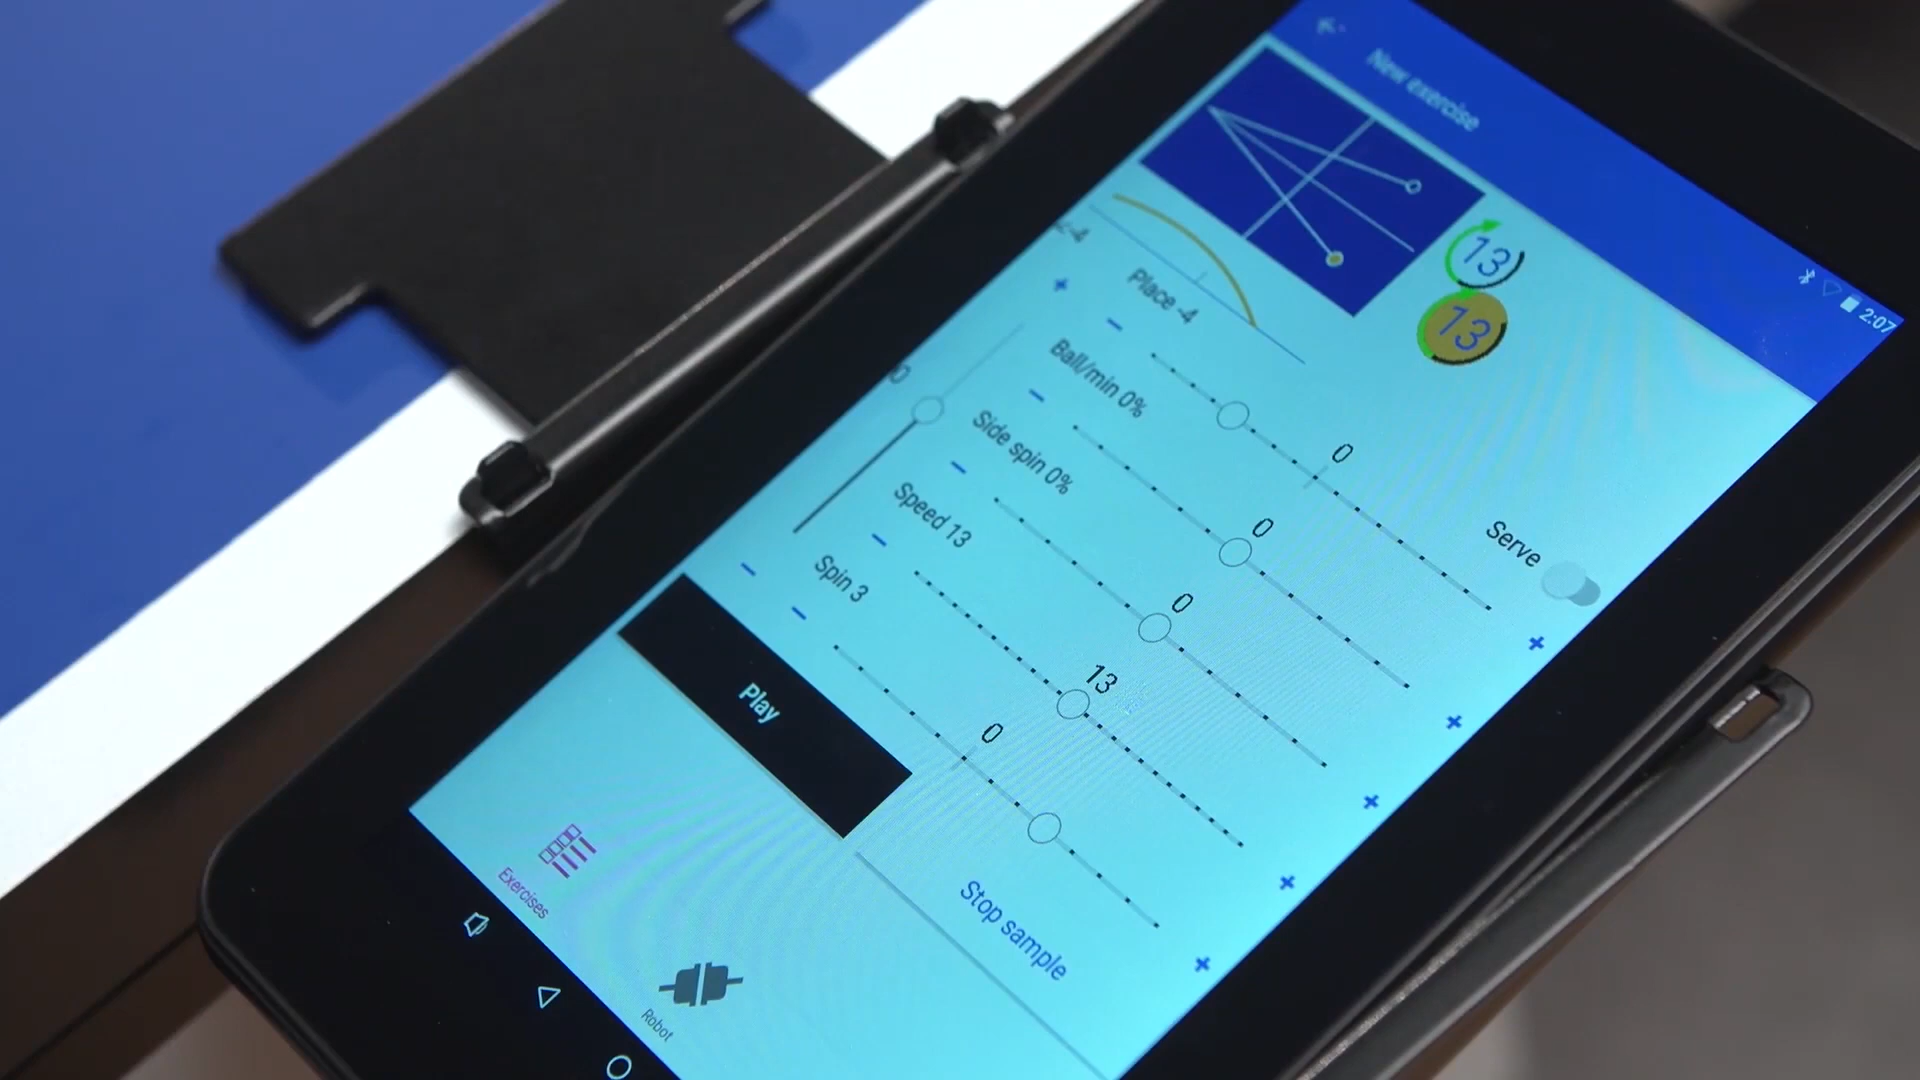 2:07
New exercise
13
13
Place -4
0
Ball/min 0%
0
Side spin 0%
0
Speed 13
13
Spin 3
0
Serve
Play
Stop sample
Exercises
Robot